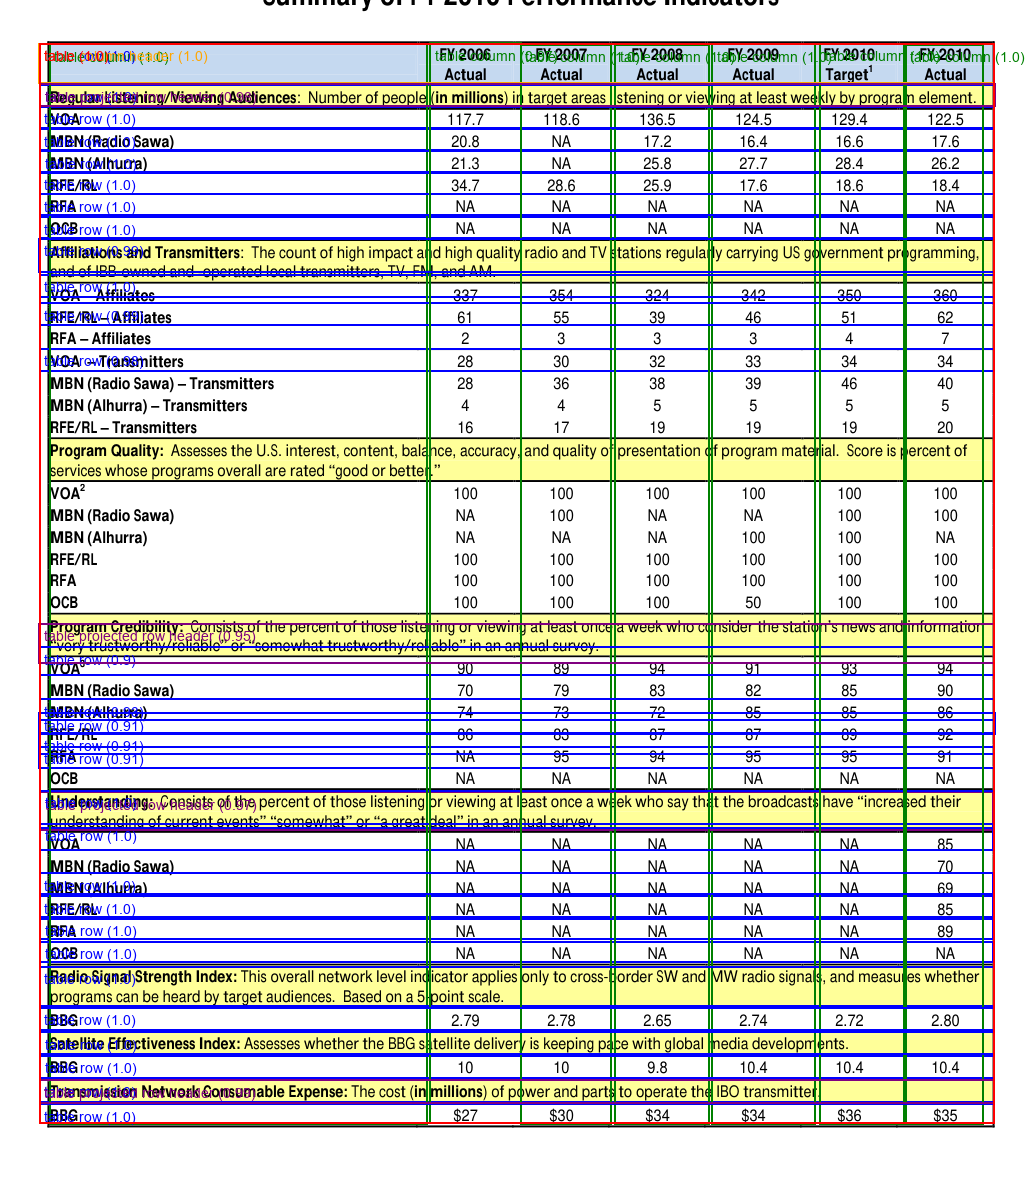 Summary of FY 2010 Performance Indicators
FY 2006 Actual FY 2007 Actual FY 2008 Actual FY 2009 Actual FY 2010 Target1 FY 2010 Actual
Regular Listening/Viewing Audiences: Number of people (in millions) in target areas listening or viewing at least weekly by program element.
VOA 117.7 118.6 136.5 124.5 129.4 122.5
MBN (Radio Sawa) 20.8 NA 17.2 16.4 16.6 17.6
MBN (Alhurra) 21.3 NA 25.8 27.7 28.4 26.2
RFE/RL 34.7 28.6 25.9 17.6 18.6 18.4
RFA NA NA NA NA NA NA
OCB NA NA NA NA NA NA
Affiliations and Transmitters: The count of high impact and high quality radio and TV stations regularly carrying US government programming,
and of IBB owned and operated local transmitters, TV, FM, and AM.
VOA – Affiliates 337 354 324 342 350 360
RFE/RL – Affiliates 61 55 39 46 51 62
RFA – Affiliates 2 3 3 3 4 7
VOA – Transmitters 28 30 32 33 34 34
MBN (Radio Sawa) – Transmitters 28 36 38 39 46 40
MBN (Alhurra) – Transmitters 4 4 5 5 5 5
RFE/RL – Transmitters 16 17 19 19 19 20
Program Quality: Assesses the U.S. interest, content, balance, accuracy, and quality of presentation of program material. Score is percent of
services whose programs overall are rated “good or better.”
VOA2 100 100 100 100 100 100
MBN (Radio Sawa) NA 100 NA NA 100 100
MBN (Alhurra) NA NA NA 100 100 NA
RFE/RL 100 100 100 100 100 100
RFA 100 100 100 100 100 100
OCB 100 100 100 50 100 100
Program Credibility: Consists of the percent of those listening or viewing at least once a week who consider the station’s news and information
“very trustworthy/reliable” or “somewhat trustworthy/reliable” in an annual survey.
VOA 90 89 94 91 93 94
MBN (Radio Sawa) 70 79 83 82 85 90
MBN (Alhurra) 74 73 72 85 85 86
RFE/RL 86 83 87 87 89 92
RFA NA 95 94 95 95 91
OCB NA NA NA NA NA NA
Understanding: Consists of the percent of those listening or viewing at least once a week who say that the broadcasts have “increased their
understanding of current events” “somewhat” or “a great deal” in an annual survey.
VOA NA NA NA NA NA 85
MBN (Radio Sawa) NA NA NA NA NA 70
MBN (Alhurra) NA NA NA NA NA 69
RFE/RL NA NA NA NA NA 85
RFA NA NA NA NA NA 89
OCB NA NA NA NA NA NA
Radio Signal Strength Index: This overall network level indicator applies only to cross-border SW and MW radio signals, and measures whether
programs can be heard by target audiences. Based on a 5-point scale.
BBG 2.79 2.78 2.65 2.74 2.72 2.80
Satellite Effectiveness Index: Assesses whether the BBG satellite delivery is keeping pace with global media developments.
BBG 10 10 9.8 10.4 10.4 10.4
Transmission Network Consumable Expense: The cost (in millions) of power and parts to operate the IBO transmitter.
BBG $27 $30 $34 $34 $36 $35